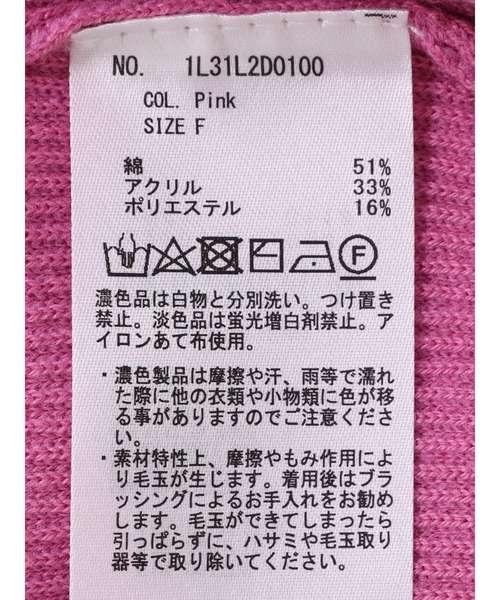 NO. 1L31L2D0100
COL. Pink
SIZE F
綿 51%
アクリル 33%
ポリエステル 16%
F
濃色品は白物と分別洗い。つけ置き
禁止。淡色品は蛍光増白剤禁止。ア
イロンあて布使用。
・濃色製品は摩擦や汗、雨等で濡れ
た際に他の衣類や小物類に色が移
る事がありますのでご注意くださ
い。
・素材特性上、摩擦やもみ作用によ
り毛玉が生じます。着用後はブラ
ッシングによるお手入れをお勧め
します。毛玉ができてしまったら
引っぱらずに、ハサミや毛玉取り
器等で取り除いてください。